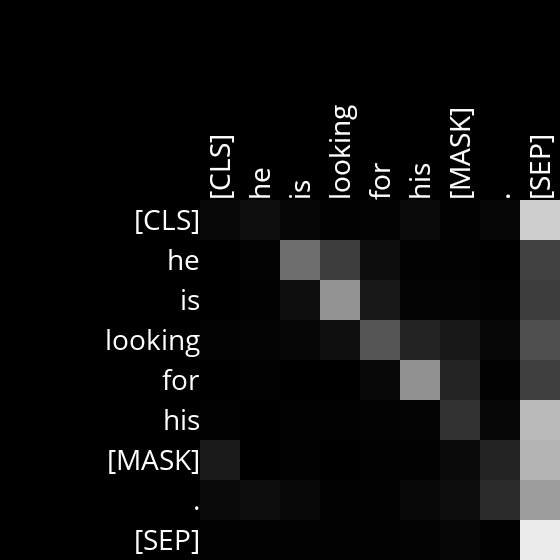 [CLS] he is looking for his [MASK] . [SEP]
[CLS]
he
is
looking
for
his
[MASK]
.
[SEP]